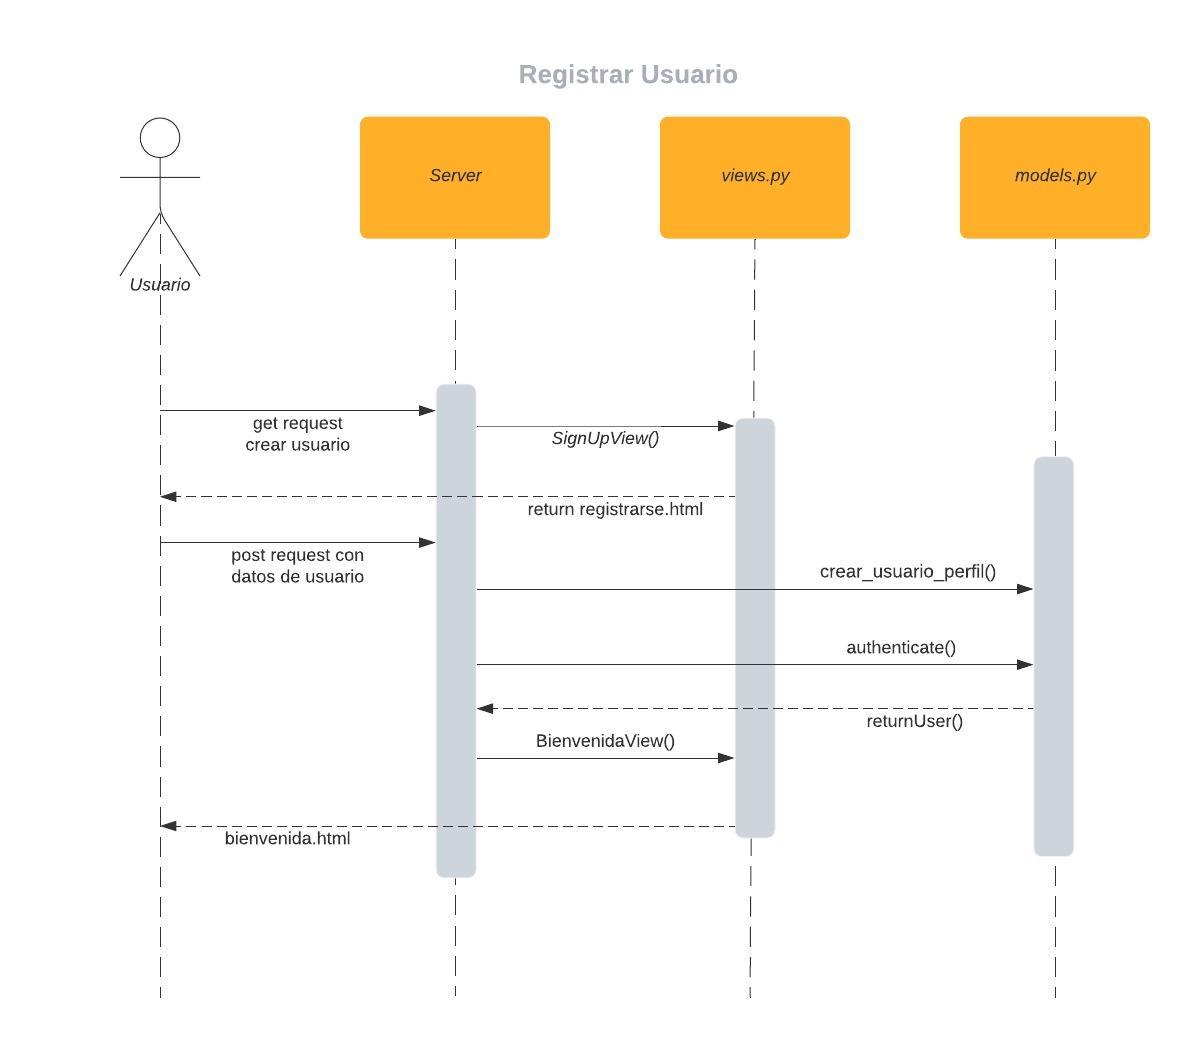 Registrar Usuario
Server
views.py
models.py
Usuario
get request
crear usuario
SignUpView()
return registrarse.html
post request con
datos de usuario
crear_usuario_perfil()
authenticate()
returnUser()
BienvenidaView()
bienvenida.html